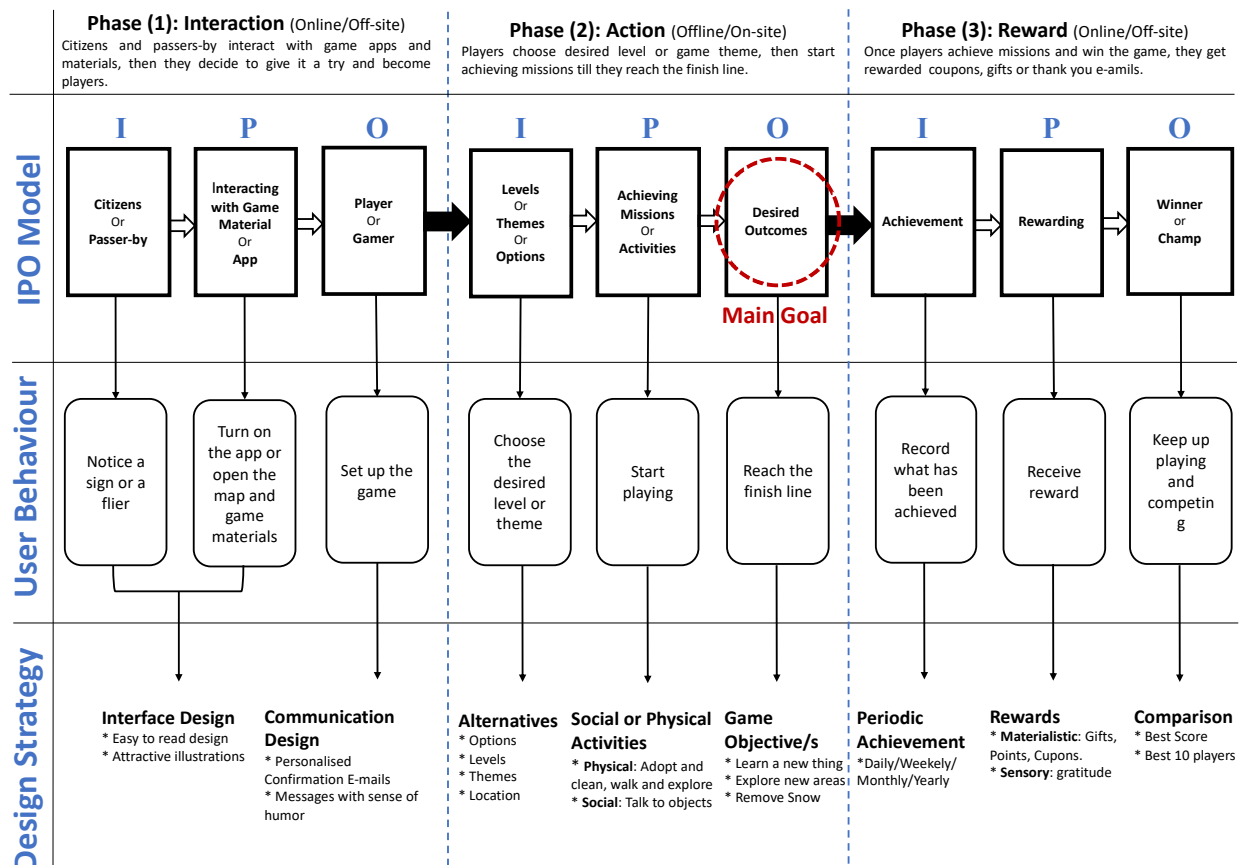 Phase (1): Interaction (Online/Off-site)
Citizens and passers-by interact with game apps and
materials, then they decide to give it a try and become
players.
Phase (2): Action (Offline/On-site)
Players choose desired level or game theme, then start
achieving missions till they reach the finish line.
Phase (3): Reward (Online/Off-site)
Once players achieve missions and win the game, they get
rewarded coupons, gifts or thank you e-amils.
IPO Model
I
P
O
I
P
O
I
P
O
Citizens
Or
Passer-by
Interacting
with Game
Material
Or
App
Player
Or
Gamer
Levels
Or
Themes
Or
Options
Achieving
Missions
Or
Activities
Desired
Outcomes
Main Goal
Achievement
Rewarding
Winner
or
Champ
User Behaviour
Notice a
sign or a
flier
Turn on
the app or
open the
map and
game
materials
Set up the
game
Choose
the
desired
level or
theme
Start
playing
Reach the
finish line
Record
what has
been
achieved
Receive
reward
Keep up
playing
and
competin
g
Design Strategy
Interface Design
* Easy to read design
* Attractive illustrations
Communication
Design
* Personalised
Confirmation E-mails
* Messages with sense of
humor
Alternatives
* Options
* Levels
* Themes
* Location
Social or Physical
Activities
* Physical: Adopt and
clean, walk and explore
* Social: Talk to objects
Game
Objective/s
* Learn a new thing
* Explore new areas
* Remove Snow
Periodic
Achievement
*Daily/Weekely/
Monthly/Yearly
Rewards
* Materialistic: Gifts,
Points, Cupons.
* Sensory: gratitude
Comparison
* Best Score
* Best 10 players